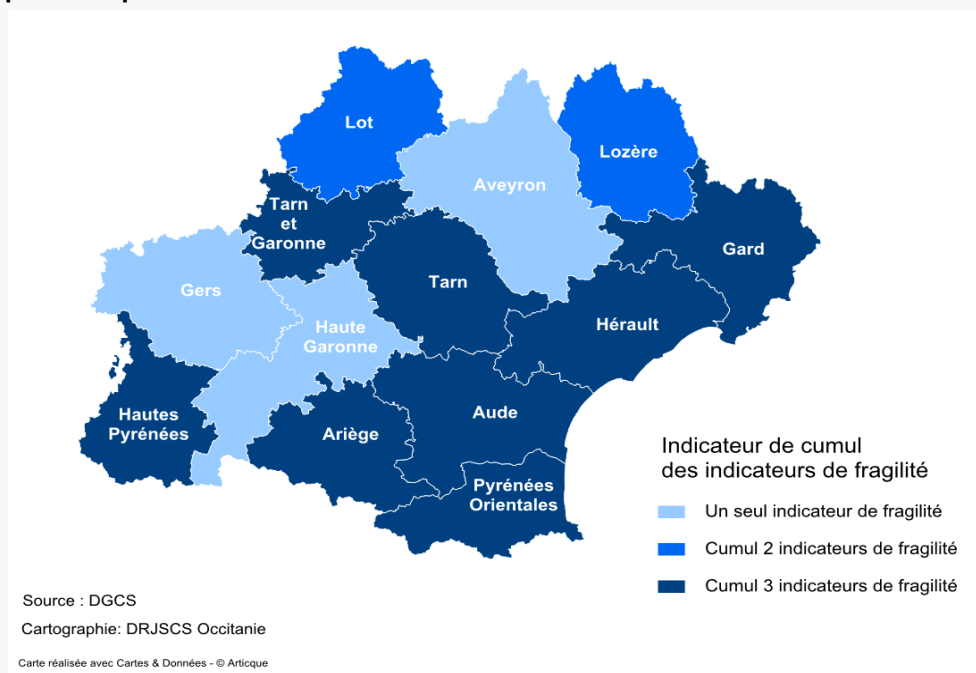 Lot
Lozère
Aveyron
Tarn
et
Garonne
Gard
Tarn
Gers
Hérault
Haute
Garonne
Hautes
Pyrénées
Ariège
Aude
Pyrénées
Orientales
Indicateur de cumul
des indicateurs de fragilité
Un seul indicateur de fragilité
Cumul 2 indicateurs de fragilité
Cumul 3 indicateurs de fragilité
Source : DGCS
Cartographie: DRJSCS Occitanie
Carte réalisée avec Cartes & Données - © Articque